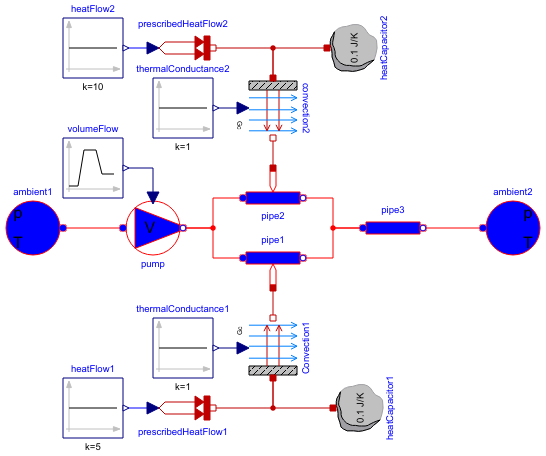 heatFlow2
k=10
prescribedHeatFlow2
0.1 J/K
heatCapacitor2
thermalConductance2
k=1
Gc
convection2
volumeFlow
ambient1
P
T
V
pump
pipe2
pipe1
pipe3
ambient2
P
T
thermalConductance1
k=1
Gc
Convection1
heatFlow1
k=5
prescribedHeatFlow1
0.1 J/K
heatCapacitor1